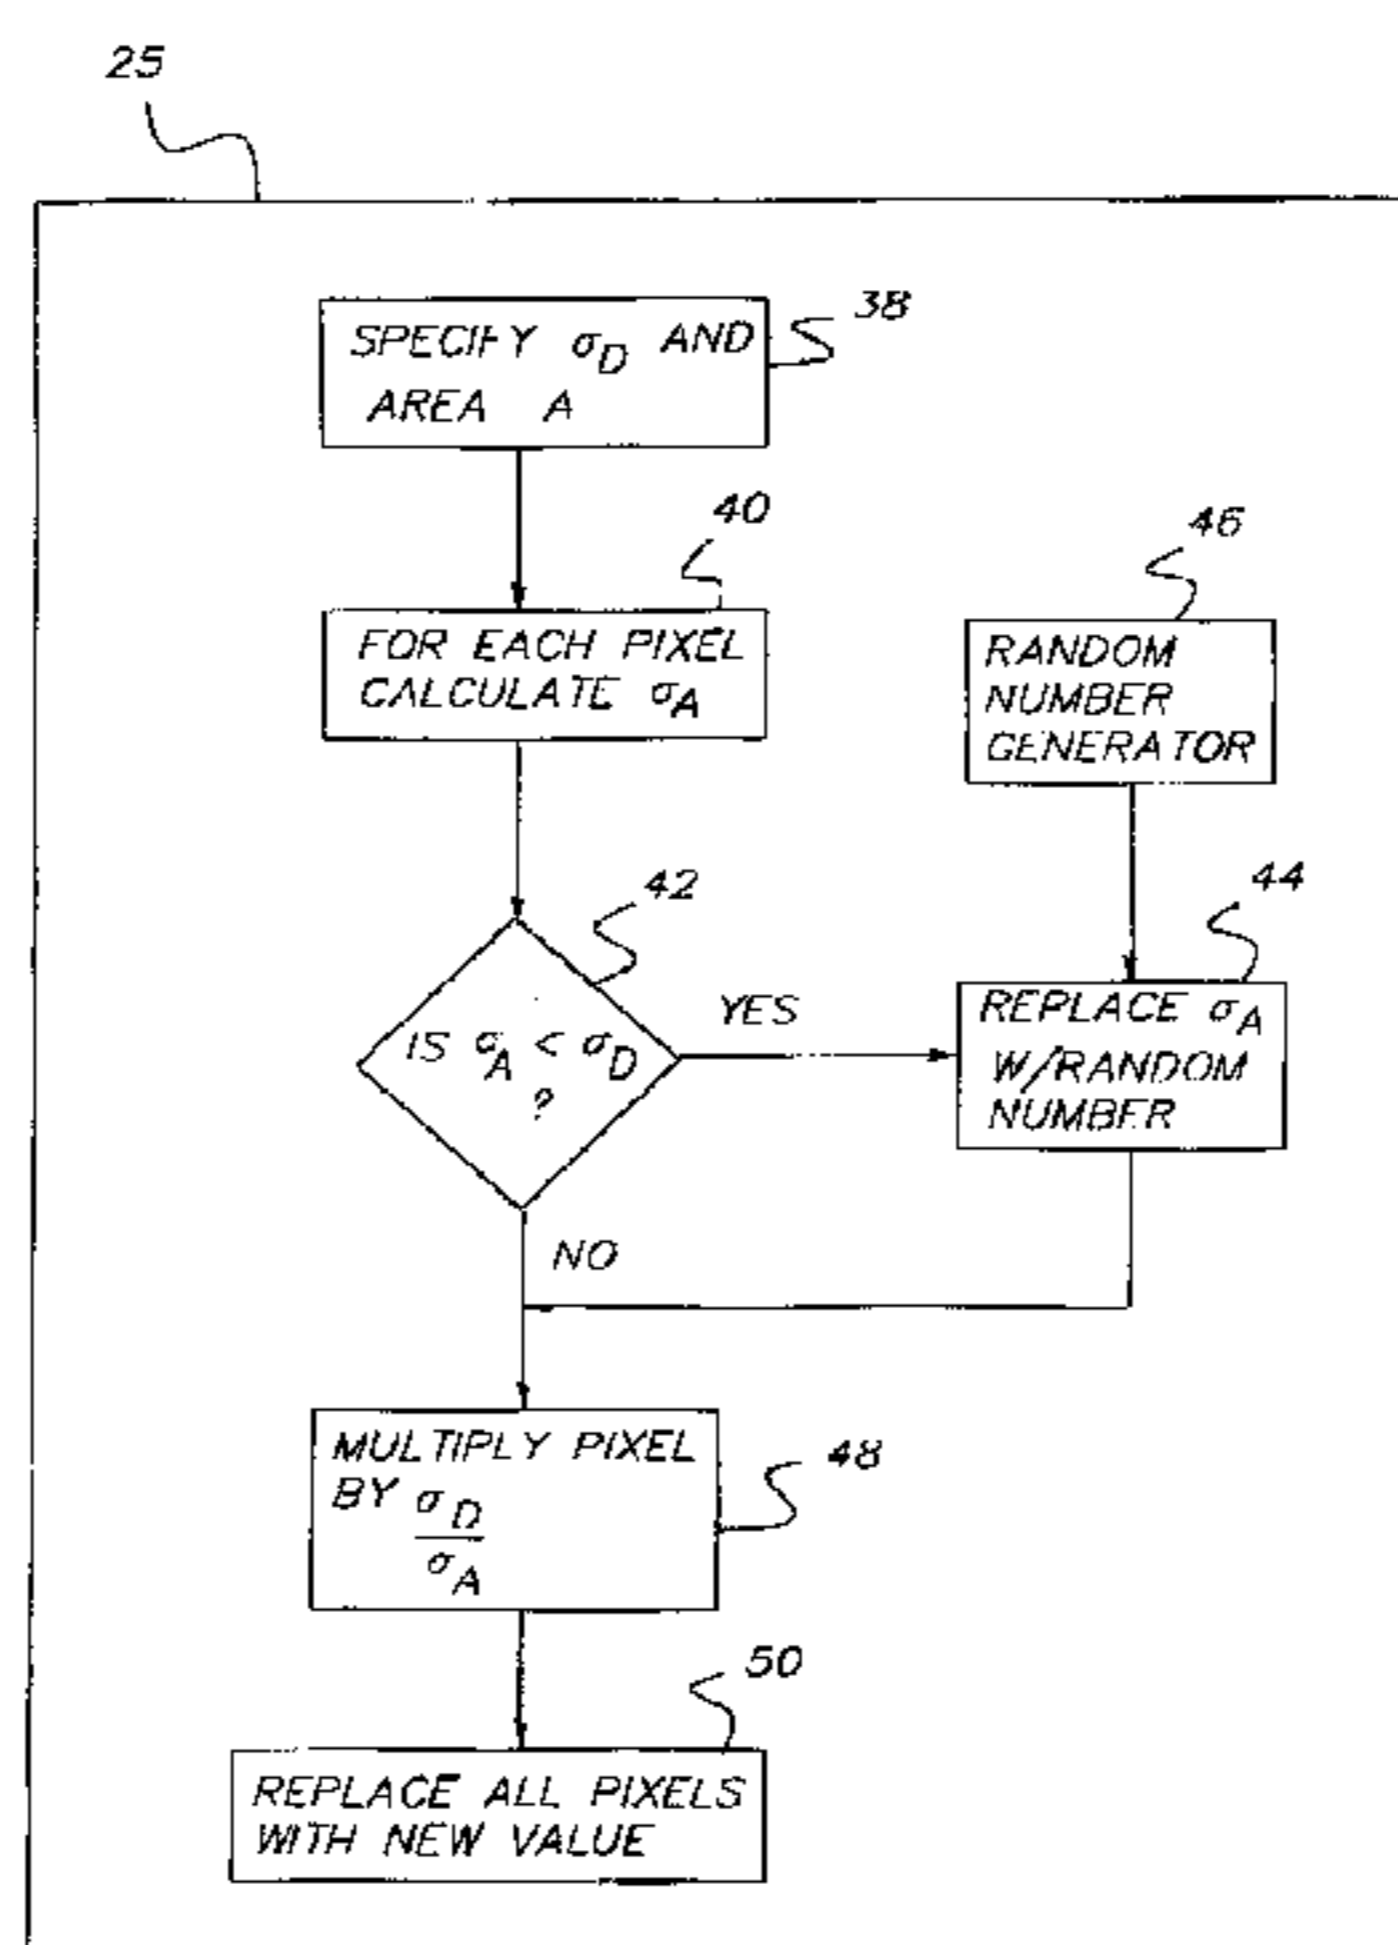 25
SPECIFY σD AND
AREA A
38
40
FOR EACH PIXEL
CALCULATE σA
46
RANDOM
NUMBER
GENERATOR
42
IS σA < σD
?
YES
44
REPLACE σA
W/RANDOM
NUMBER
NO
MULTIPLY PIXEL
BY σD
σA
48
50
REPLACE ALL PIXELS
WITH NEW VALUE